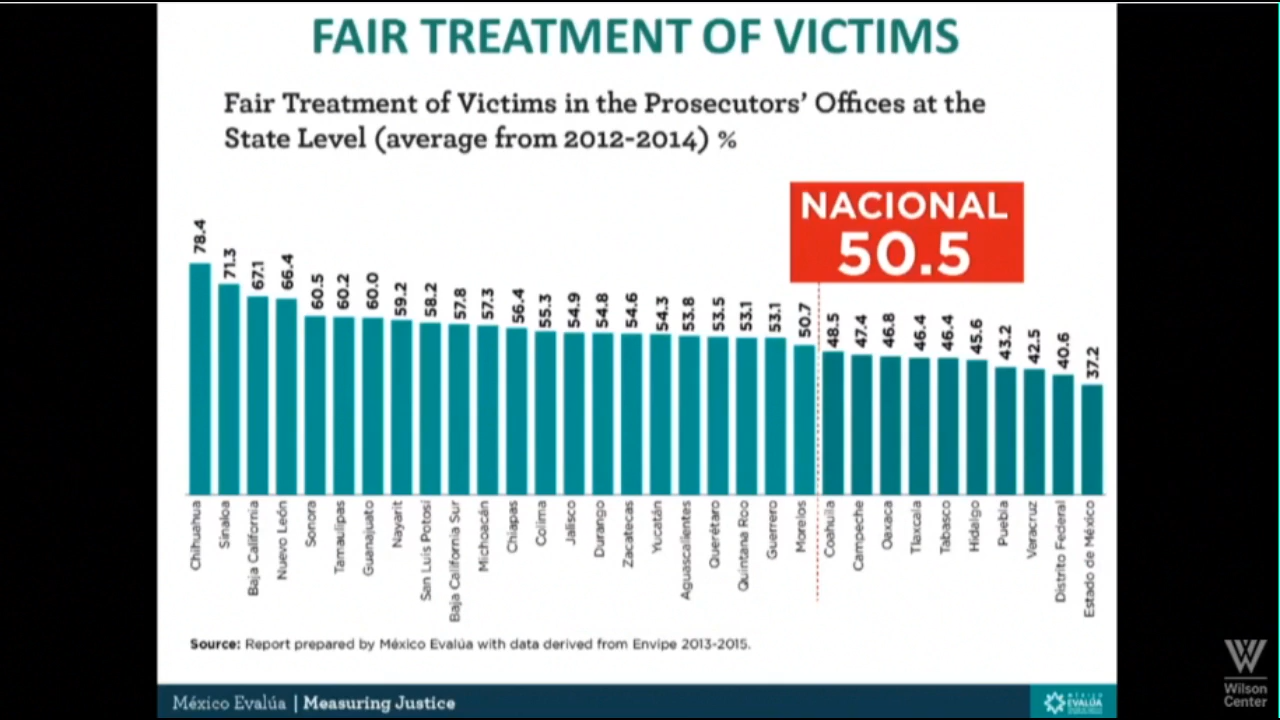 FAIR TREATMENT OF VICTIMS
Fair Treatment of Victims in the Prosecutors' Offices at the
State Level (average from 2012-2014) %
NACIONAL
50.5
78.4
71.3
67.1
66.4
60.5
60.2
60.0
59.2
58.2
57.8
57.3
56.4
55.3
54.9
54.8
54.6
54.3
53.8
53.5
53.1
53.1
50.7
48.5
47.4
46.8
46.4
46.4
45.6
43.2
42.5
40.6
37.2
Chihuahua
Sinaloa
Baja California
Nuevo León
Sonora
Tamaulipas
Guanajuato
Nayarit
San Luis Potosí
Baja California Sur
Michoacán
Chiapas
Colima
Jalisco
Durango
Zacatecas
Yucatán
Aguascalientes
Querétaro
Quintana Roo
Guerrero
Morelos
Coahuila
Campeche
Oaxaca
Tlaxcala
Tabasco
Hidalgo
Puebla
Veracruz
Distrito Federal
Estado de México
Source: Report prepared by México Evalúa with data derived from Envipe 2013-2015.
México Evalúa | Measuring Justice
MÉXICO
EVALÚA
W
Wilson
Center